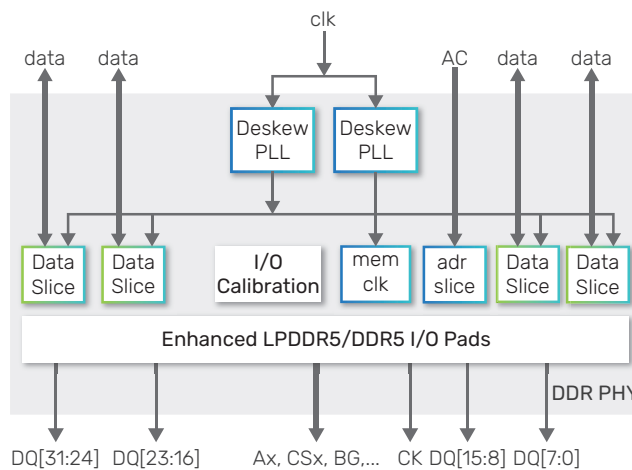 clk
data
data
AC
data
data
Deskew
PLL
Deskew
PLL
Data
Slice
Data
Slice
I/O
Calibration
mem
clk
adr
slice
Data
Slice
Data
Slice
Enhanced LPDDR5/DDR5 I/O Pads
DDR PHY
DQ[31:24]
DQ[23:16]
Ax, CSx, BG,...
CK
DQ[15:8]
DQ[7:0]